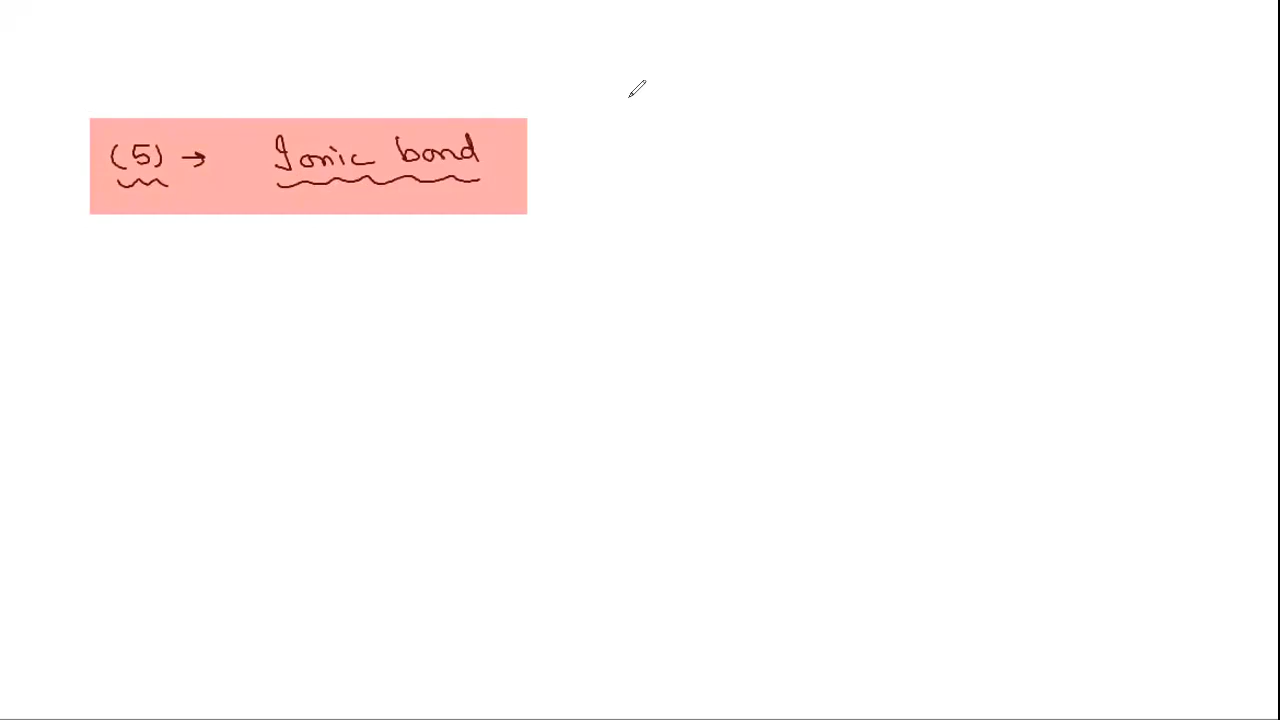 (5) → Ionic bond